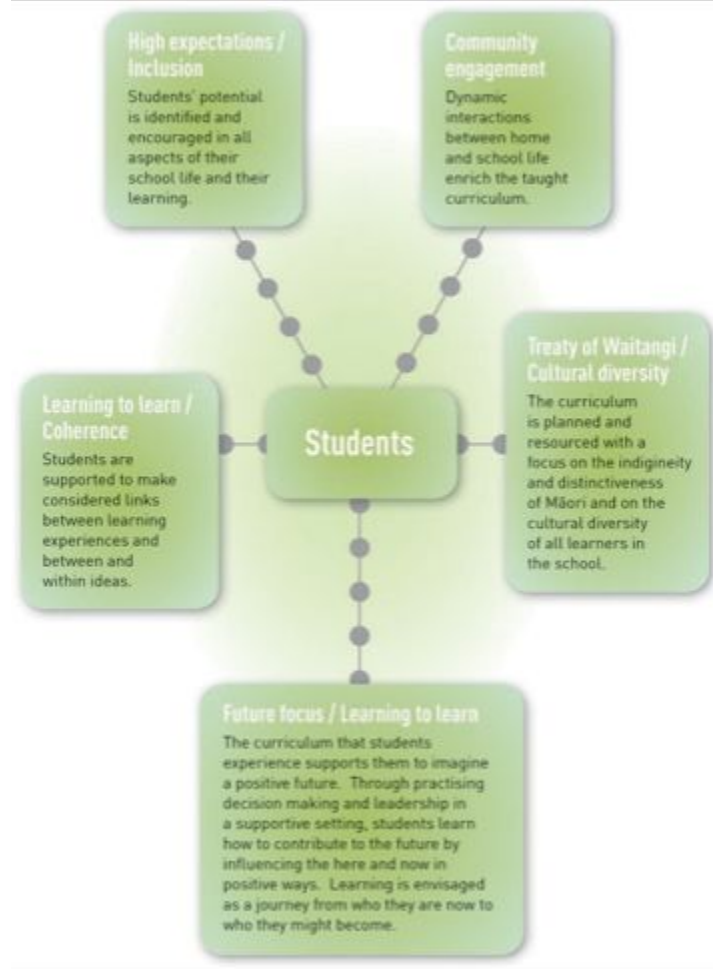 High expectations /
Inclusion
Students' potential
is identified and
encouraged in all
aspects of their
school life and their
learning.
Community
engagement
Dynamic
interactions
between home
and school life
enrich the taught
curriculum.
Treaty of Waitangi /
Cultural diversity
The curriculum
is planned and
resourced with a
focus on the indigineity
and distinctiveness
of Māori and on the
cultural diversity
of all learners in
the school.
Students
Learning to learn /
Coherence
Students are
supported to make
considered links
between learning
experiences and
between and
within ideas.
Future focus / Learning to learn
The curriculum that students
experience supports them to imagine
a positive future. Through practising
decision making and leadership in
a supportive setting, students learn
how to contribute to the future by
influencing the here and now in
positive ways. Learning is envisaged
as a journey from who they are now to
who they might become.